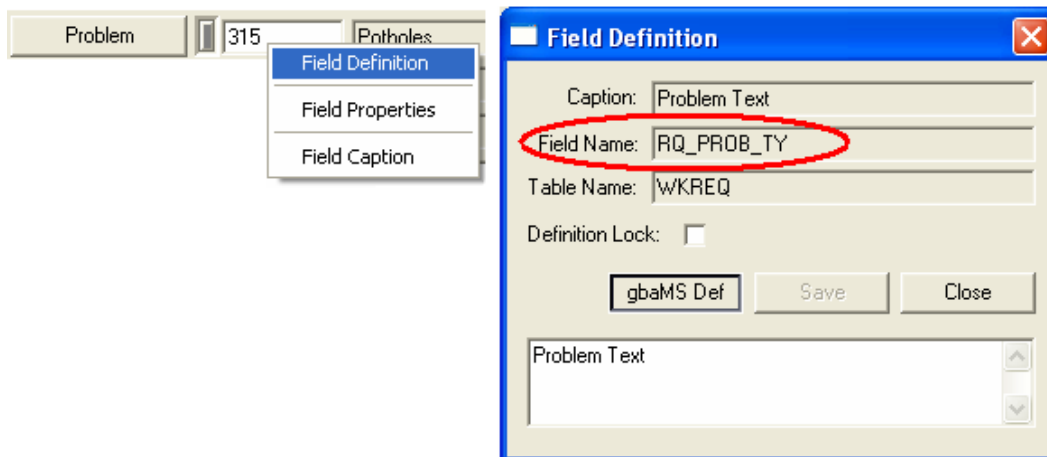 Problem 315 Potholes
Field Definition
Field Properties
Field Caption
Field Definition
Caption: Problem Text
Field Name: RQ_PROB_TY
Table Name: WKREQ
Definition Lock:
gbaMS Def Save Close
Problem Text